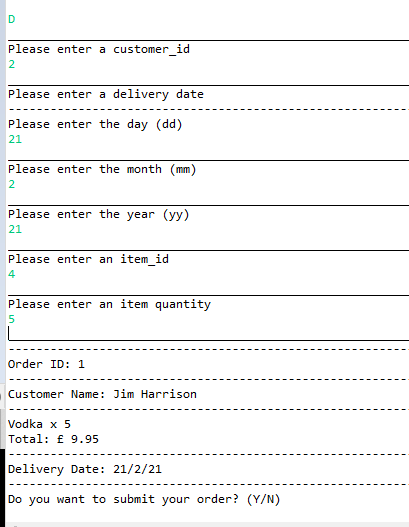 D
Please enter a customer_id
2
Please enter a delivery date
Please enter the day (dd)
21
Please enter the month (mm)
2
Please enter the year (yy)
21
Please enter an item_id
4
Please enter an item quantity
5
Order ID: 1
Customer Name: Jim Harrison
Vodka x 5
Total: £ 9.95
Delivery Date: 21/2/21
Do you want to submit your order? (Y/N)